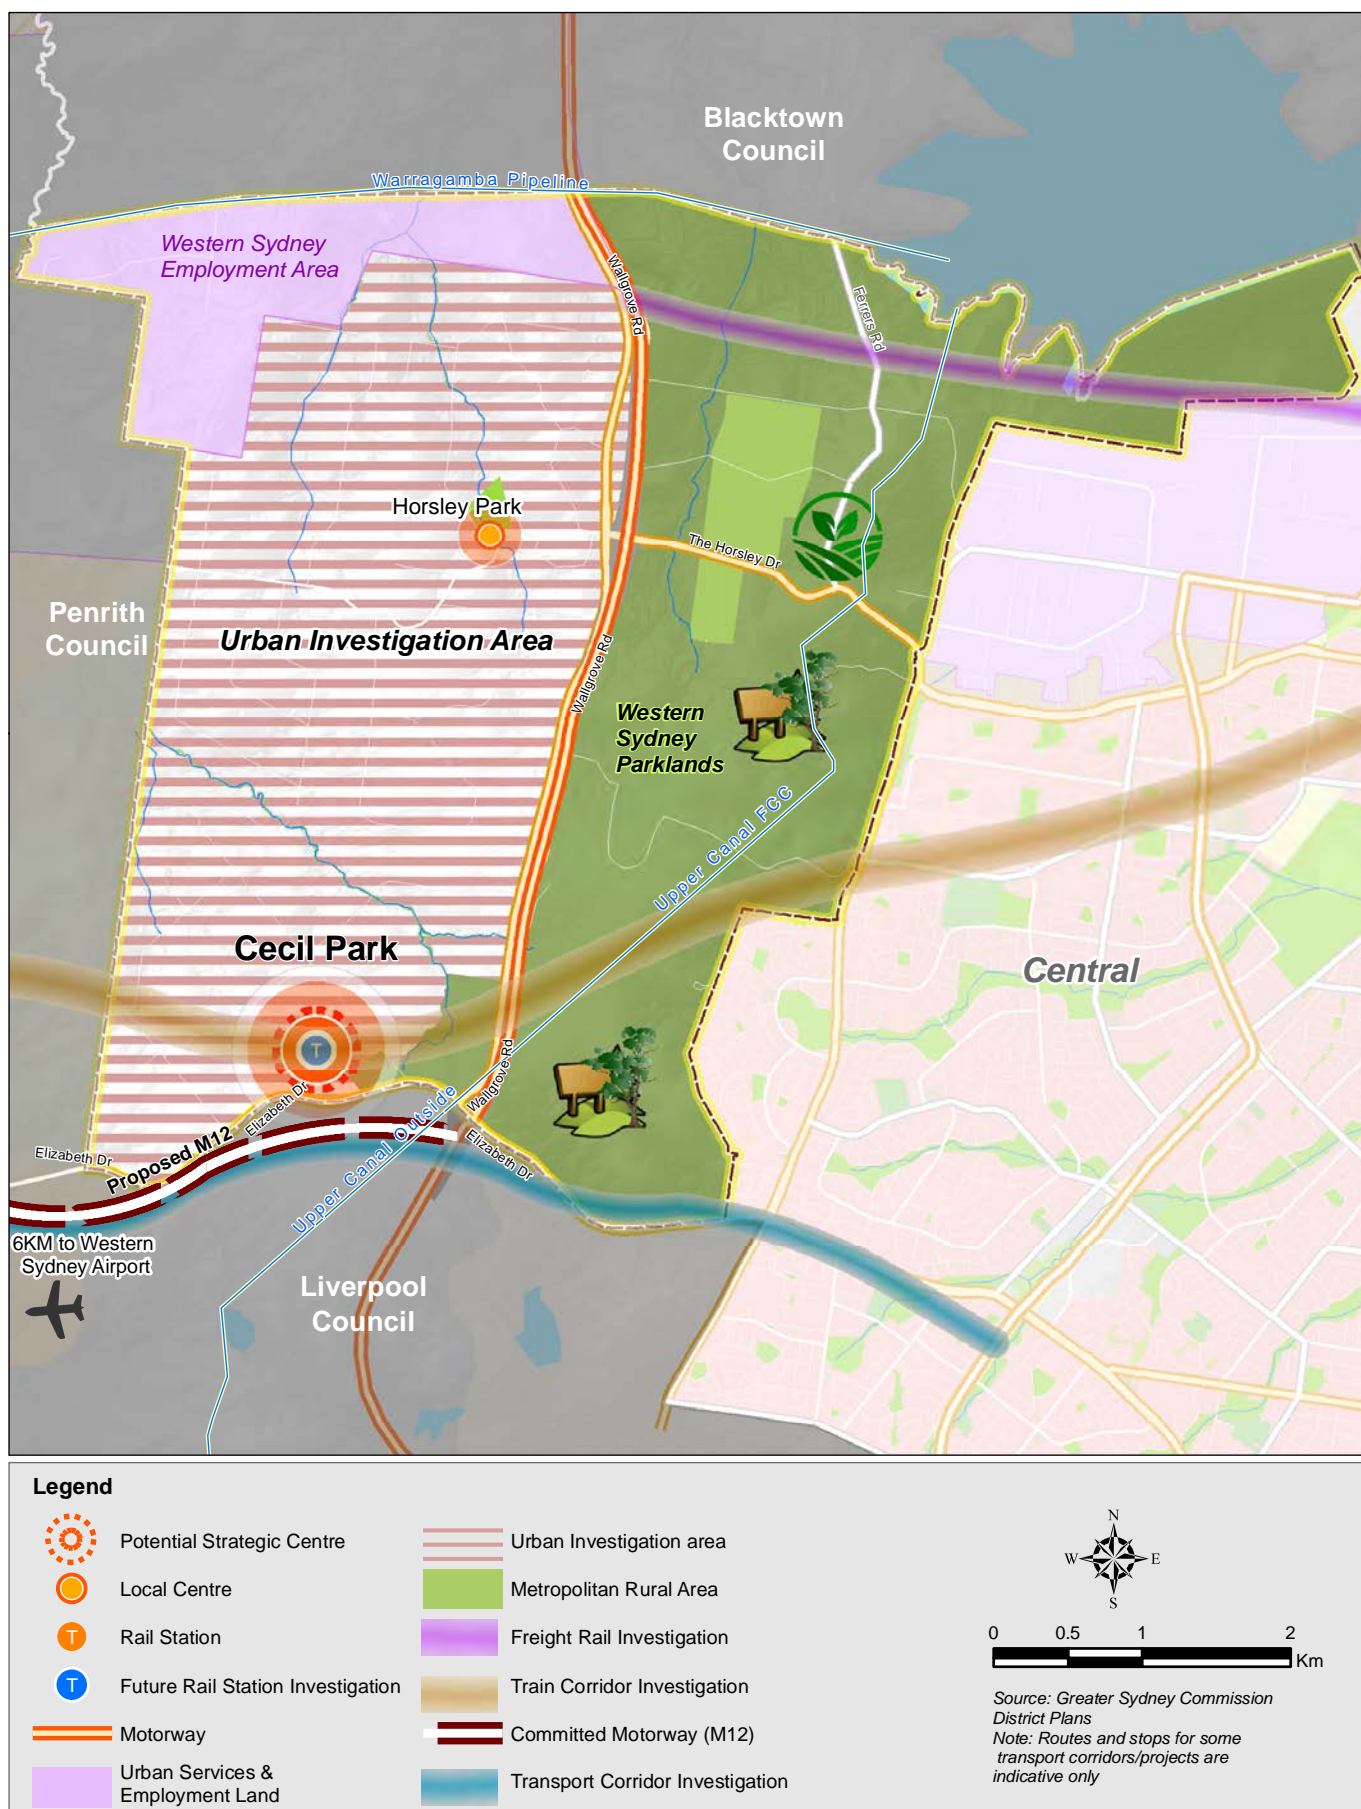 Blacktown
Council
Warragamba Pipeline
Western Sydney
Employment Area
Wallgrove Rd
Ferrers Rd
Horsley Park
The Horsley Dr
Penrith
Council
Urban Investigation Area
Wallgrove Rd
Western
Sydney
Parklands
Upper Canal FCC
Cecil Park
Central
T
Wallgrove Rd
Elizabeth Dr
Upper Canal Outside
Elizabeth Dr
Proposed M12
Elizabeth Dr
6KM to Western
Sydney Airport
Liverpool
Council
Legend
Potential Strategic Centre
Local Centre
T Rail Station
T Future Rail Station Investigation
Motorway
Urban Services &
Employment Land
Urban Investigation area
Metropolitan Rural Area
Freight Rail Investigation
Train Corridor Investigation
Committed Motorway (M12)
Transport Corridor Investigation
N
W E
S
0 0.5 1 2
Km
Source: Greater Sydney Commission
District Plans
Note: Routes and stops for some
transport corridors/projects are
indicative only